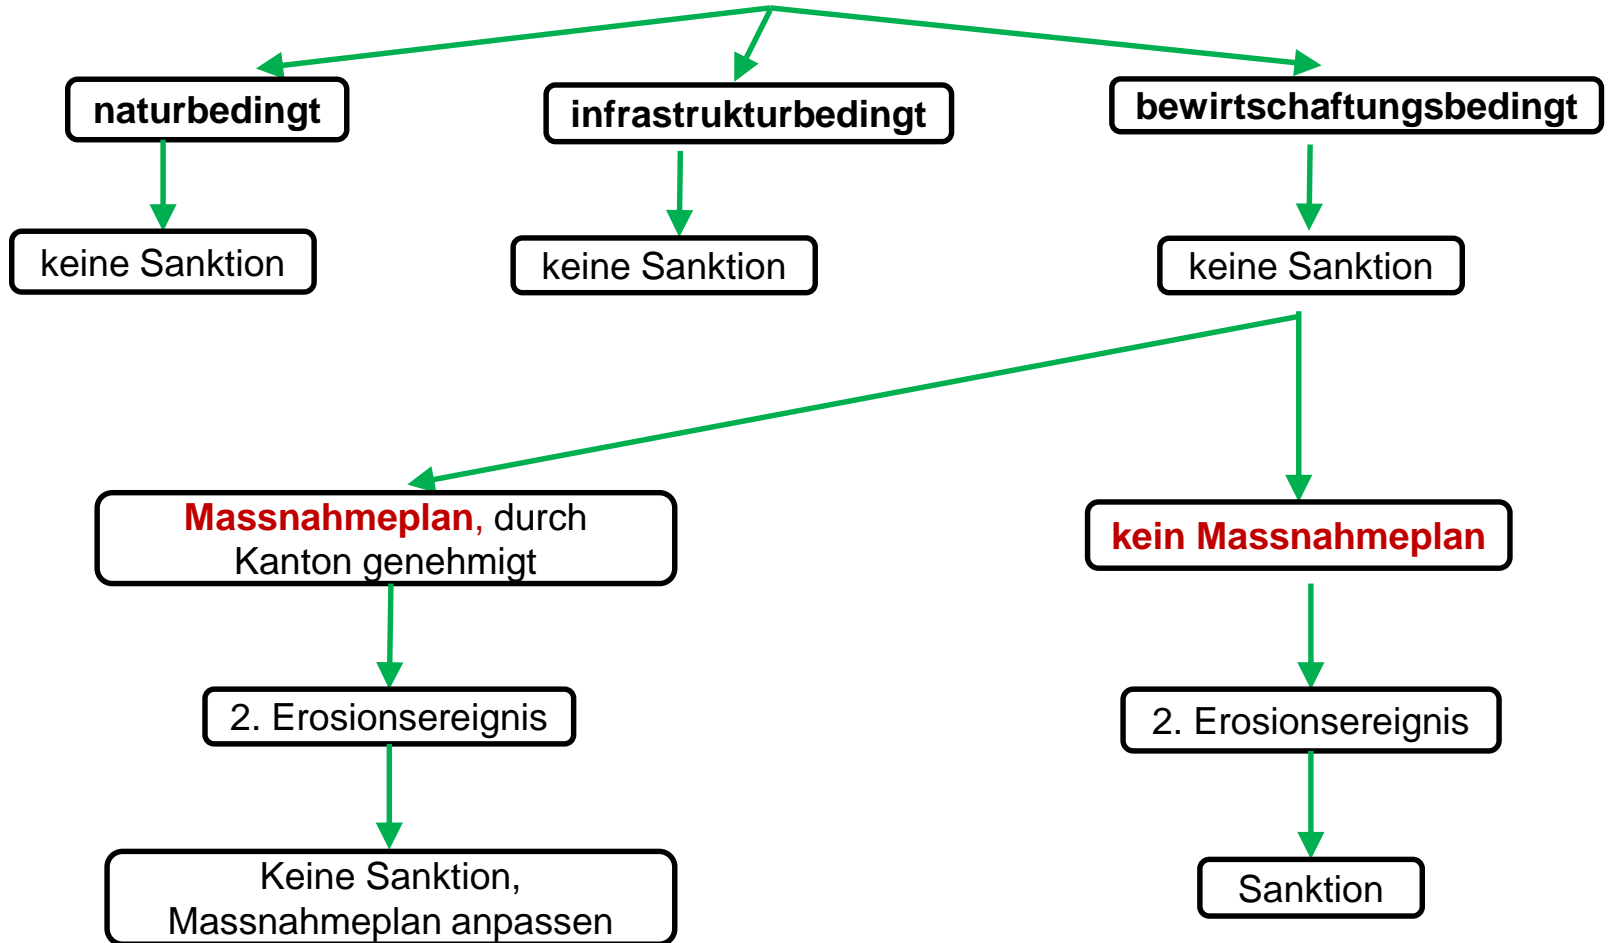 naturbedingt
infrastrukturbedingt
bewirtschaftungsbedingt
keine Sanktion
keine Sanktion
keine Sanktion
Massnahmeplan, durch
Kanton genehmigt
kein Massnahmeplan
2. Erosionsereignis
2. Erosionsereignis
Keine Sanktion,
Massnahmeplan anpassen
Sanktion